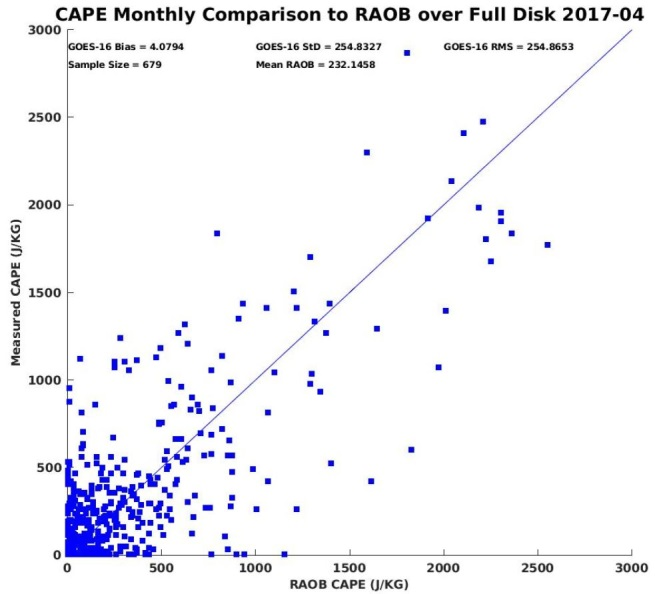 CAPE Monthly Comparison to RAOB over Full Disk 2017-04
GOES-16 Bias = 4.0794 GOES-16 StD = 254.8327 GOES-16 RMS = 254.8653
Sample Size = 679 Mean RAOB = 232.1458
3000
2500
2000
1500
1000
500
0
Measured CAPE (J/KG)
0 500 1000 1500 2000 2500 3000
RAOB CAPE (J/KG)